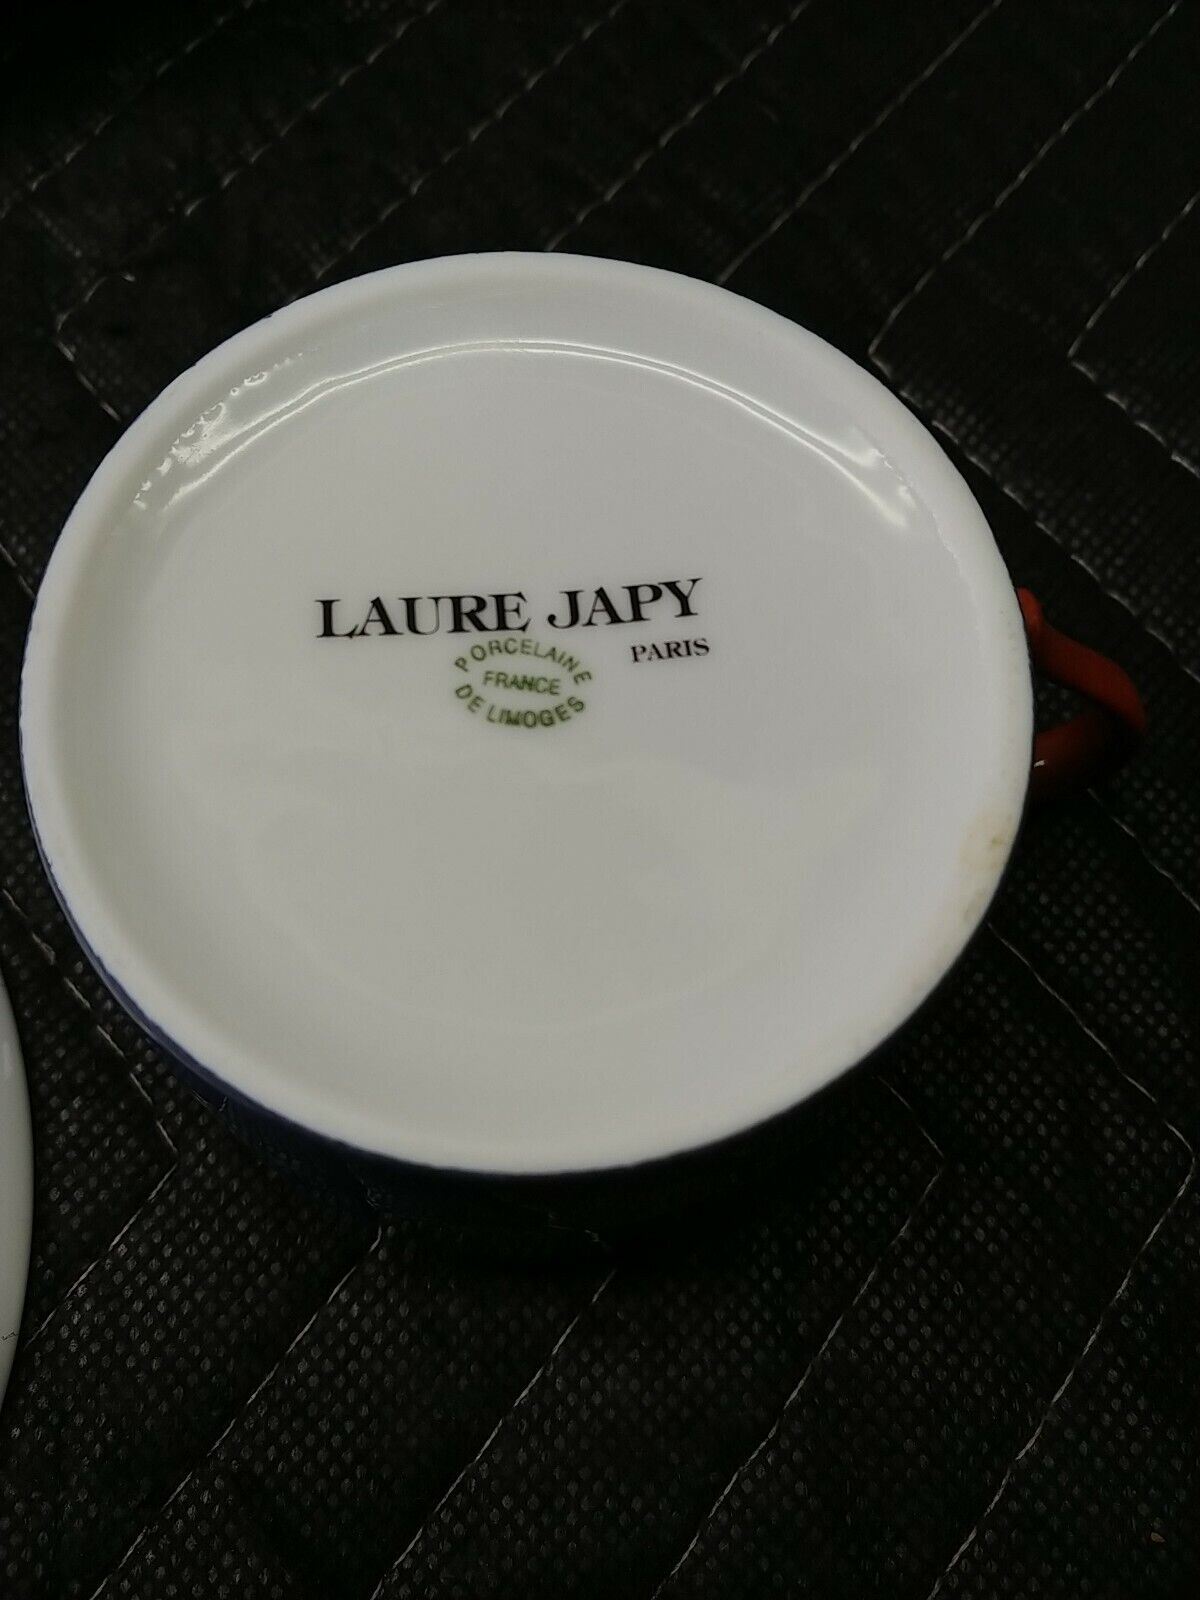 LAURE JAPY
PARIS
PORCELAINE
FRANCE
DE LIMOGES